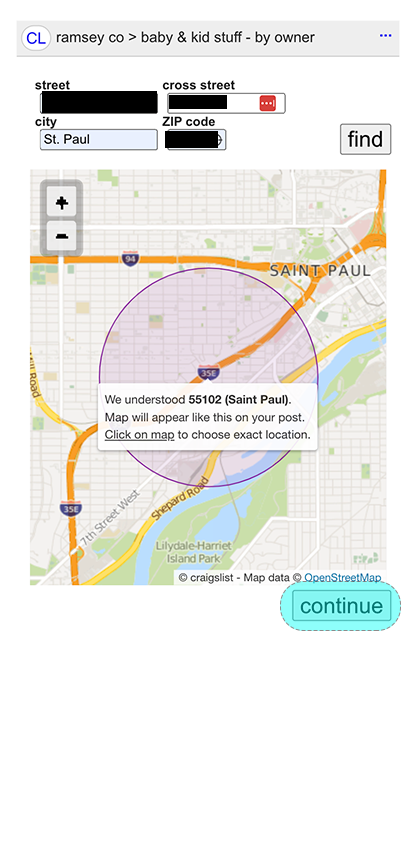 CL ramsey co > baby & kid stuff - by owner ...
street cross street
city ZIP code
St. Paul
find
+
-
94
SAINT PAUL
35E
We understood 55102 (Saint Paul).
Map will appear like this on your post.
Click on map to choose exact location.
Road
35E
7th Street West
Shepard Road
Lilydale-Harriet
Island Park
© craigslist - Map data © OpenStreetMap
continue